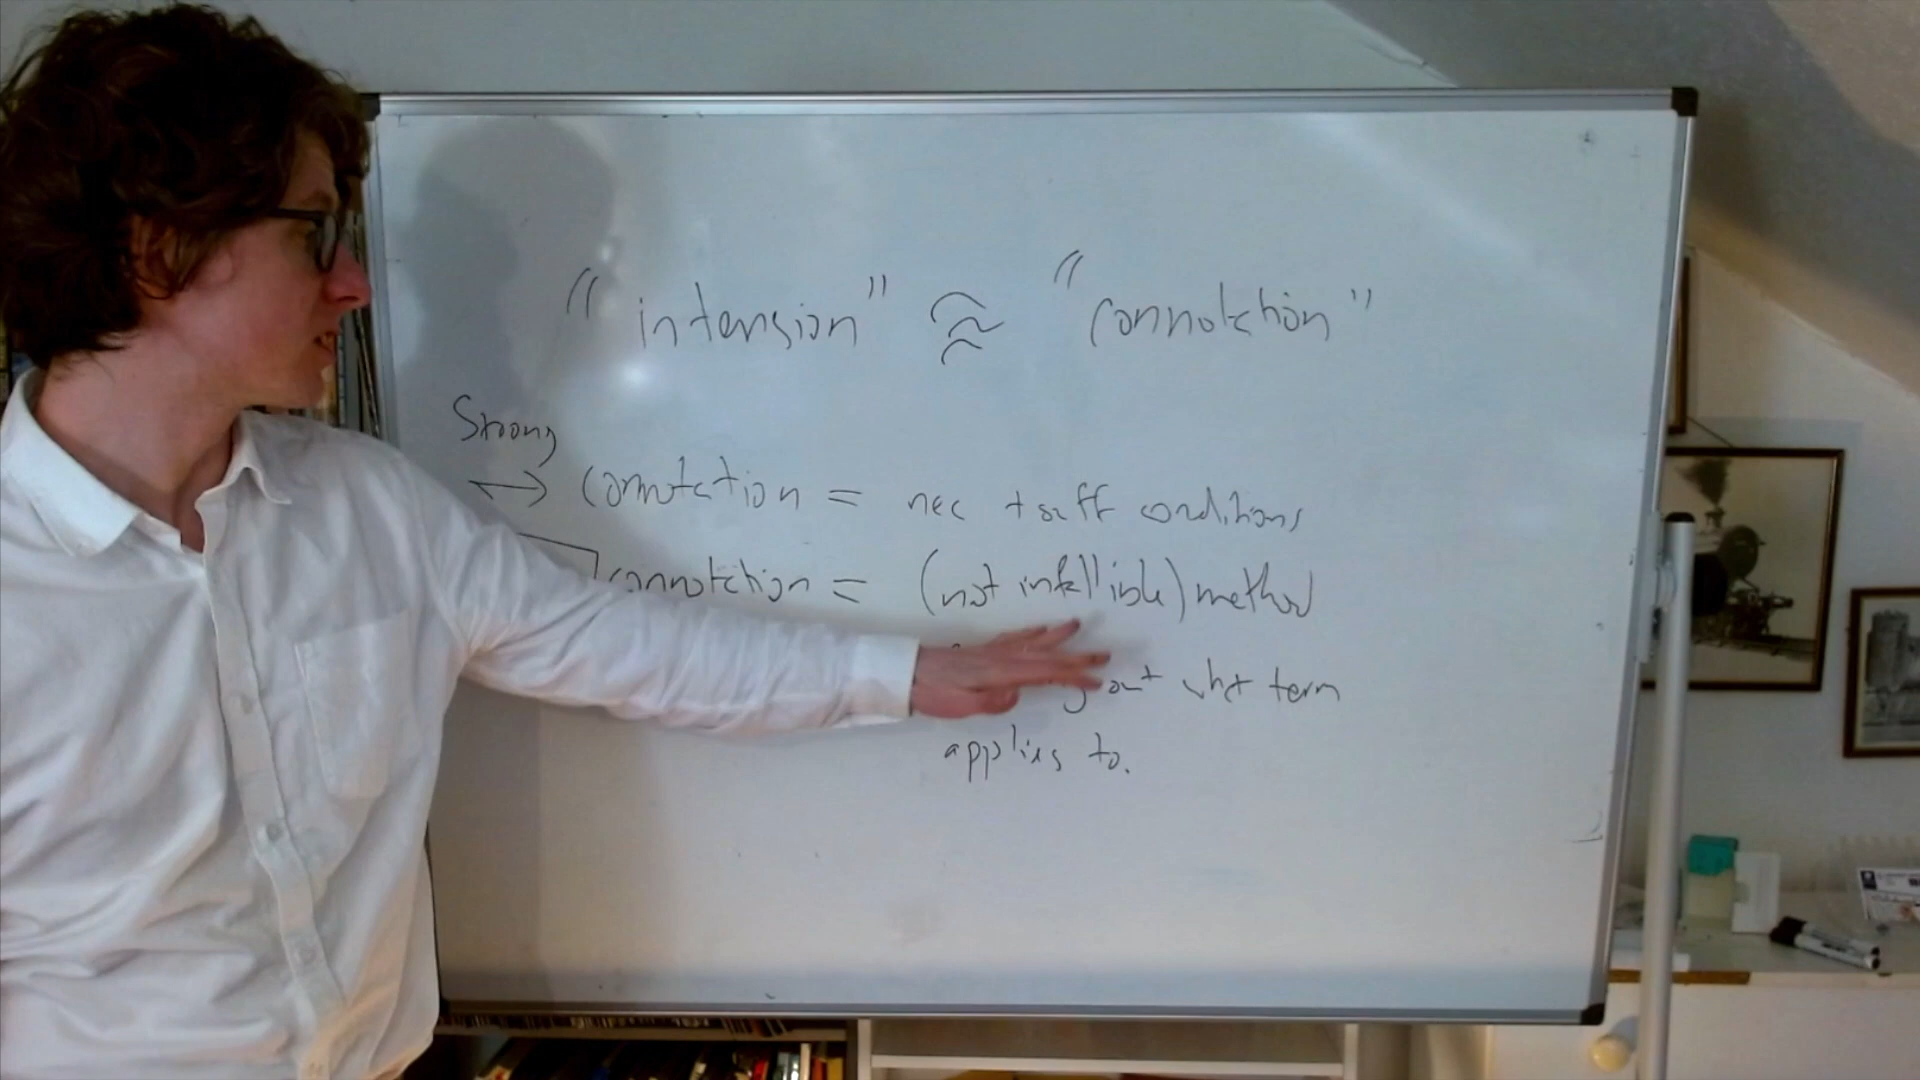 "intension" ≈ "connotation"
Strong
↔ connotation = nec + suff conditions
connotation = (not infallible) method
out what term
applies to.